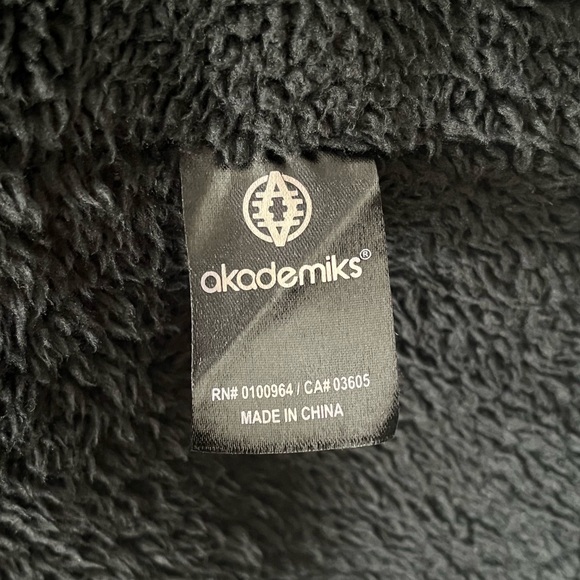 akademiks®
RN# 0100964 / CA# 03605
MADE IN CHINA